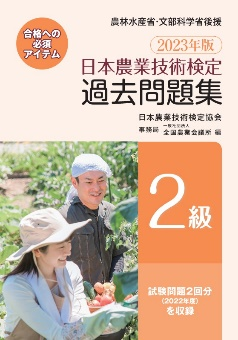 農林水産省・文部科学省後援
合格への
必須
アイテム
2023年版
日本農業技術検定
過去問題集
日本農業技術検定協会
事務局 一般社団法人 全国農業会議所 編
2級
試験問題2回分
(2022年度)
を収録